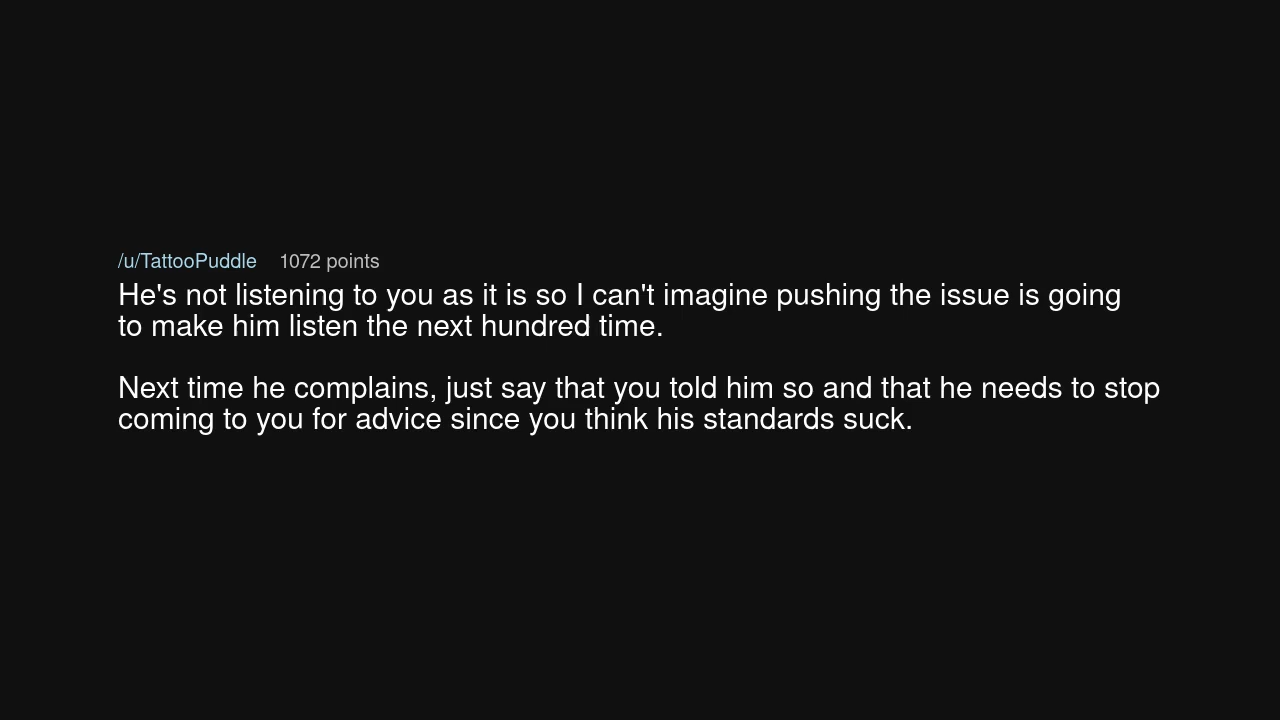 /u/TattooPuddle 1072 points
He's not listening to you as it is so I can't imagine pushing the issue is going
to make him listen the next hundred time.
Next time he complains, just say that you told him so and that he needs to stop
coming to you for advice since you think his standards suck.